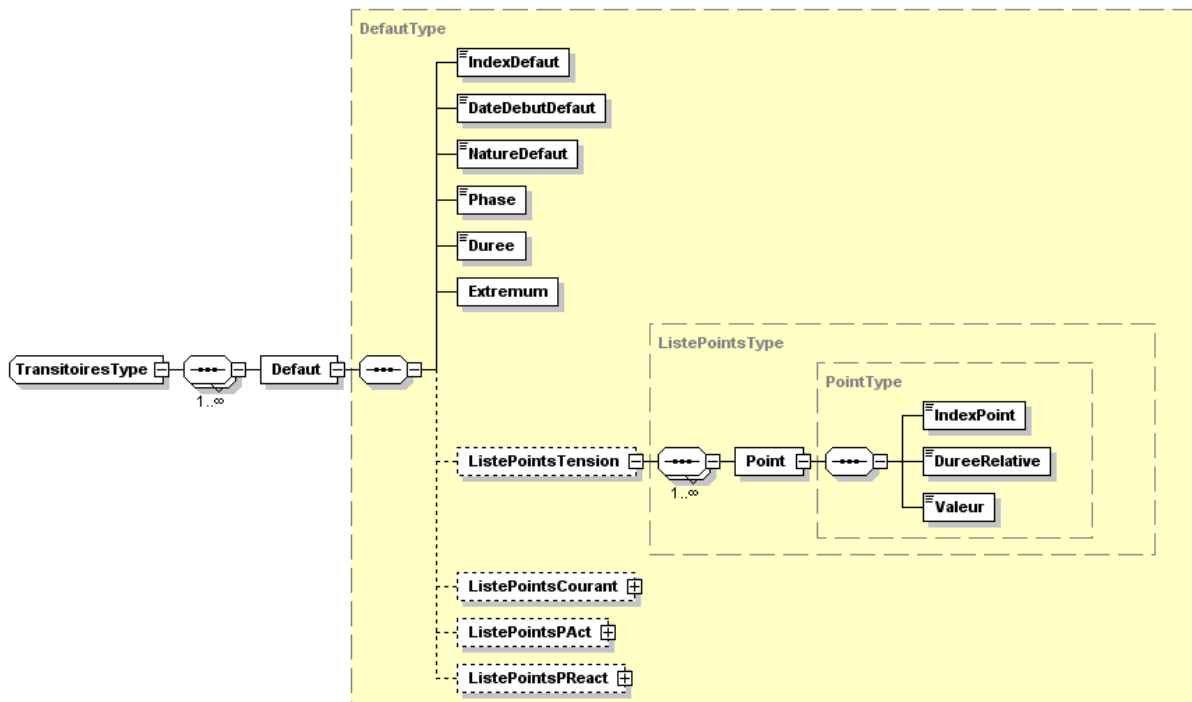 DefautType
IndexDefaut
DateDebutDefaut
NatureDefaut
Phase
Duree
Extremum
TransitoiresType
1..∞
Defaut
ListePointsType
PointType
ListePointsTension
1..∞
Point
IndexPoint
DureeRelative
Valeur
ListePointsCourant
ListePointsPAct
ListePointsPReact